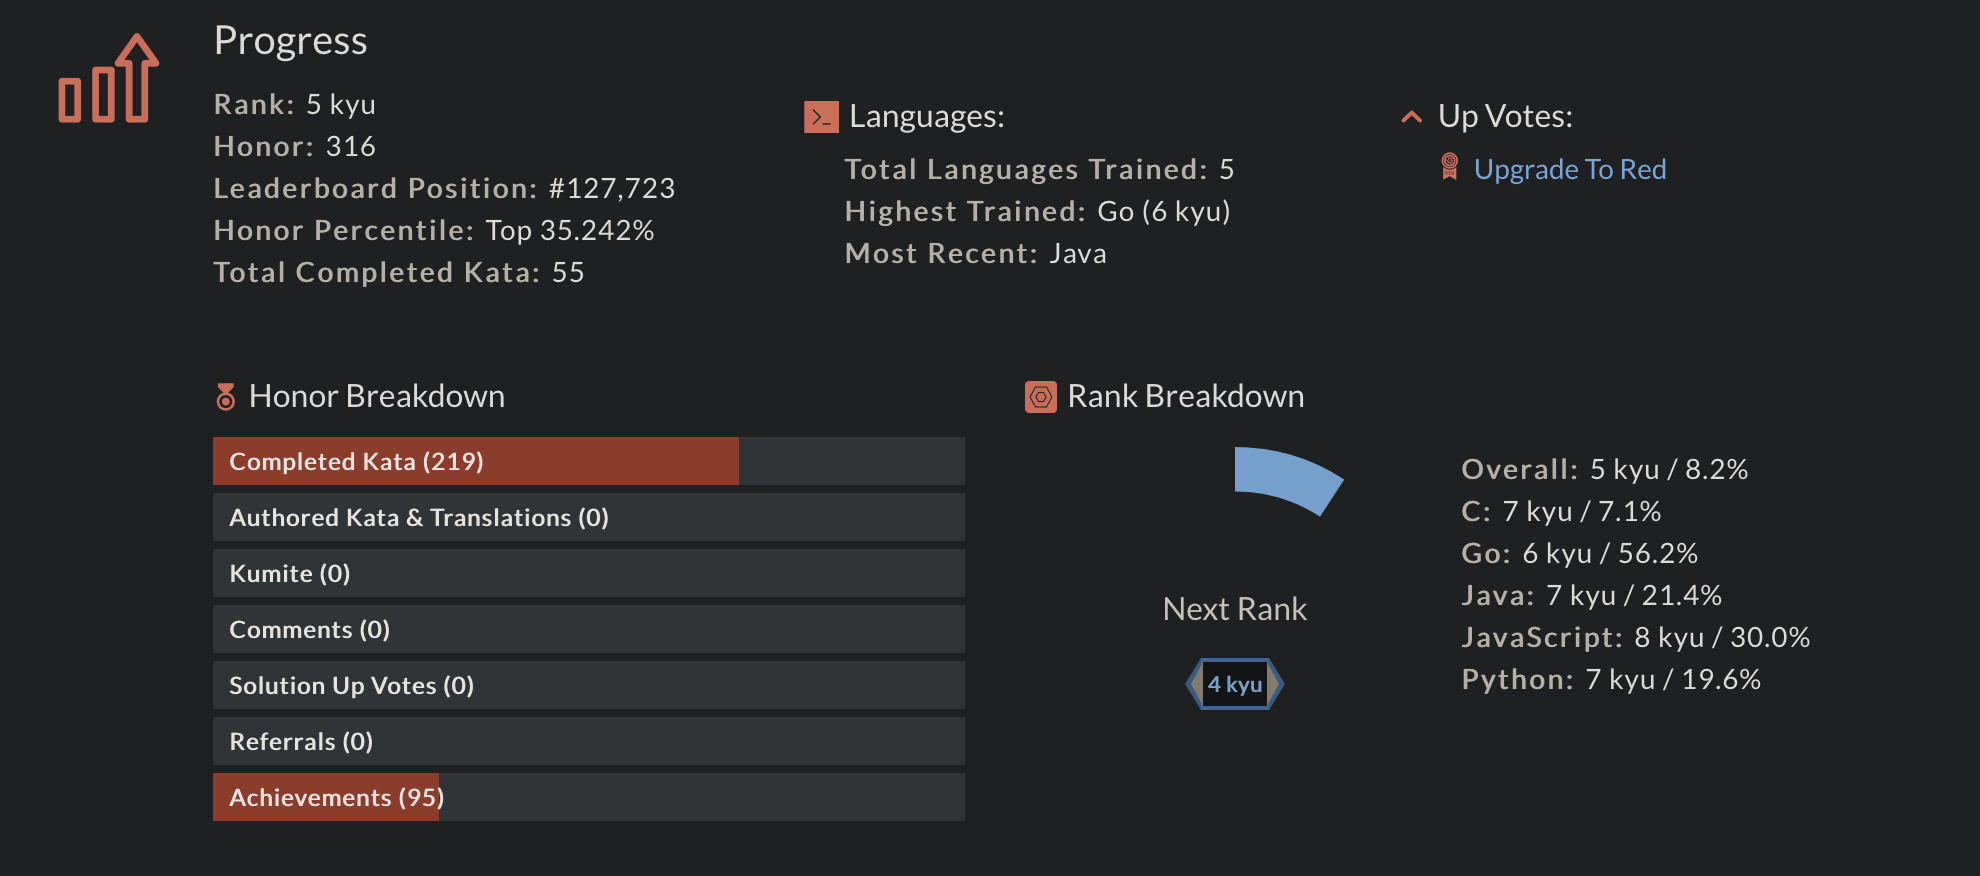 Progress
Rank: 5 kyu
Honor: 316
Leaderboard Position: #127,723
Honor Percentile: Top 35.242%
Total Completed Kata: 55
Languages:
Total Languages Trained: 5
Highest Trained: Go (6 kyu)
Most Recent: Java
Up Votes:
Upgrade To Red
Honor Breakdown
Completed Kata (219)
Authored Kata & Translations (0)
Kumite (0)
Comments (0)
Solution Up Votes (0)
Referrals (0)
Achievements (95)
Rank Breakdown
Next Rank
4 kyu
Overall: 5 kyu / 8.2%
C: 7 kyu / 7.1%
Go: 6 kyu / 56.2%
Java: 7 kyu / 21.4%
JavaScript: 8 kyu / 30.0%
Python: 7 kyu / 19.6%